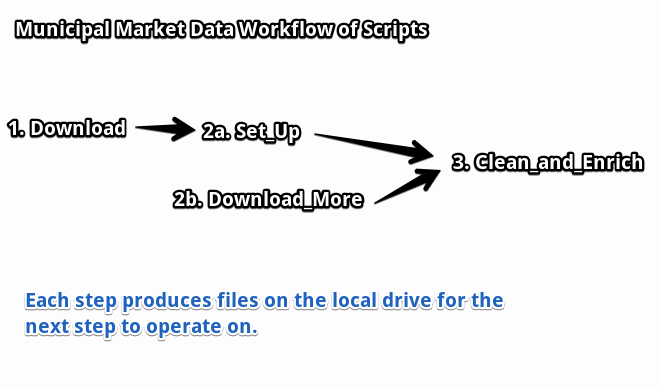 Municipal Market Data Workflow of Scripts
1. Download
2a. Set_Up
3. Clean_and_Enrich
2b. Download_More
Each step produces files on the local drive for the
next step to operate on.